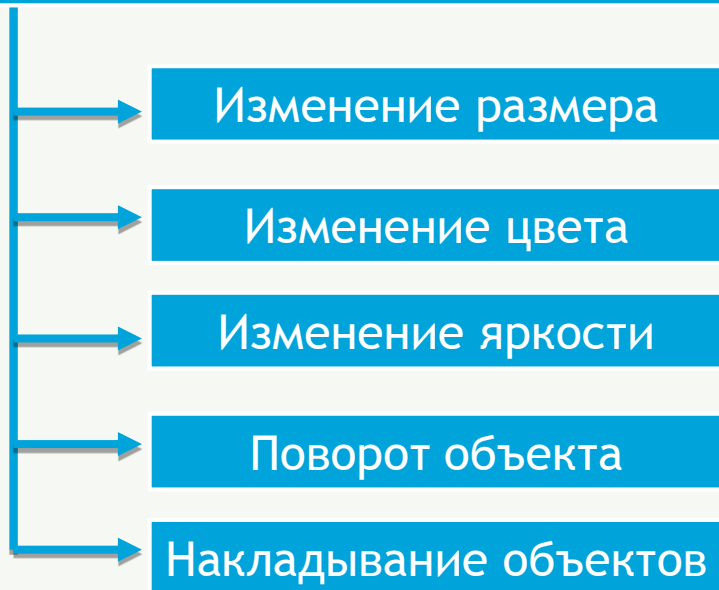 Изменение размера
Изменение цвета
Изменение яркости
Поворот объекта
Накладывание объектов